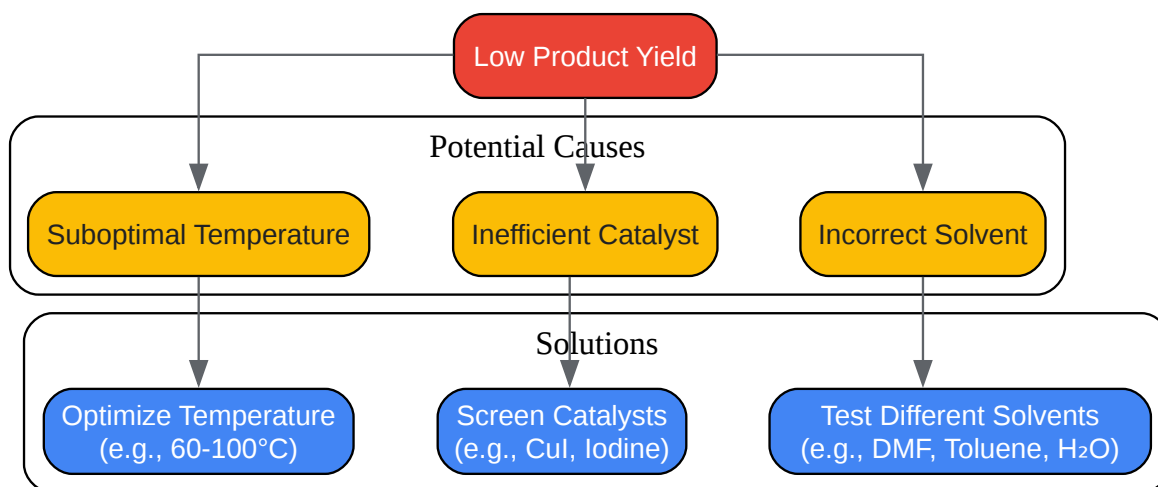 Low Product Yield
Potential Causes
Suboptimal Temperature
Inefficient Catalyst
Incorrect Solvent
Solutions
Optimize Temperature
(e.g., 60-100°C)
Screen Catalysts
(e.g., CuI, Iodine)
Test Different Solvents
(e.g., DMF, Toluene, H₂O)